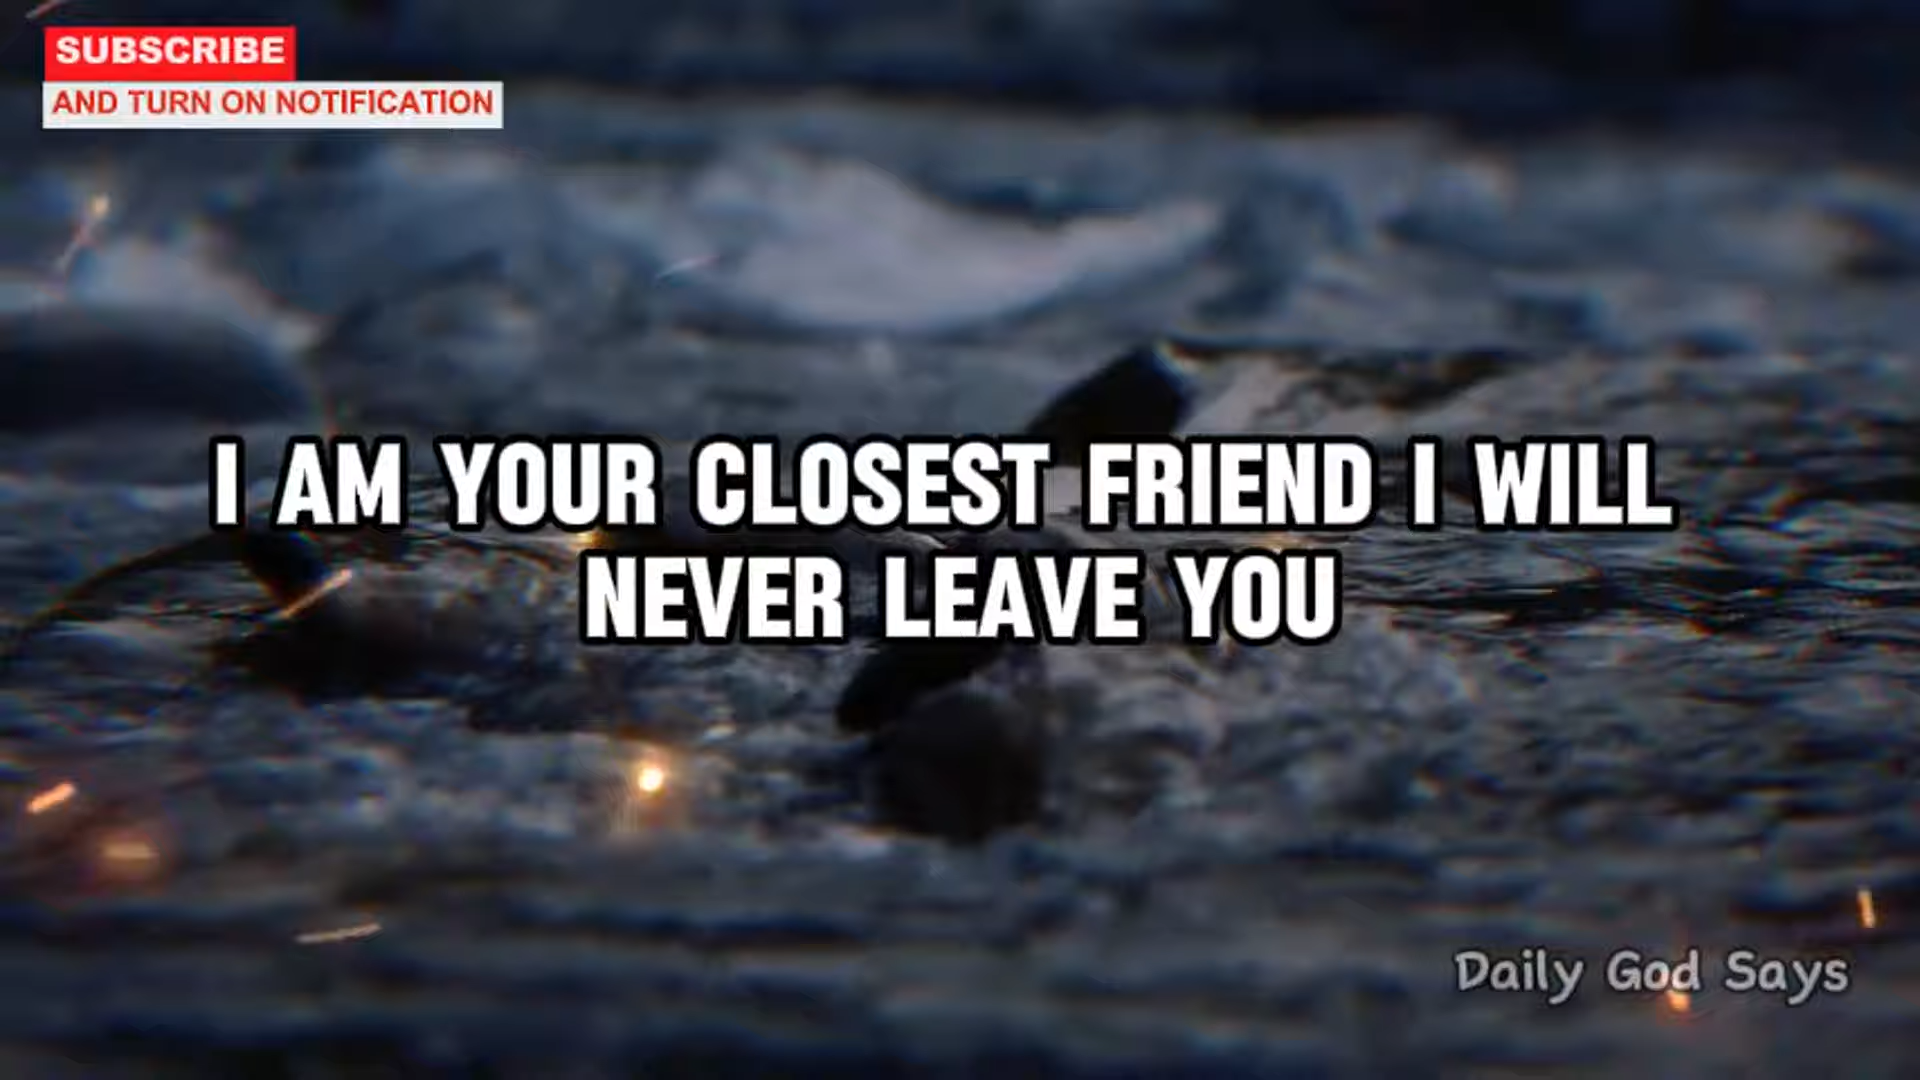 SUBSCRIBE
AND TURN ON NOTIFICATION
I AM YOUR CLOSEST FRIEND I WILL
NEVER LEAVE YOU
Daily God Says